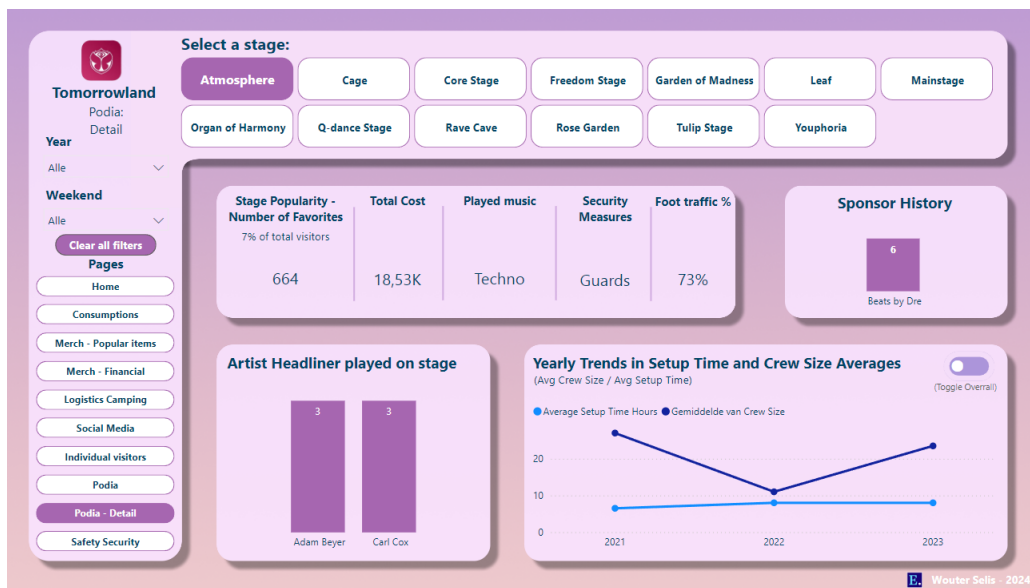 Tomorrowland
Podia:
Detail
Year
Alle
Weekend
Alle
Clear all filters
Pages
Home
Consumptions
Merch - Popular items
Merch - Financial
Logistics Camping
Social Media
Individual visitors
Podia
Podia - Detail
Safety Security
Select a stage:
Atmosphere
Cage
Core Stage
Freedom Stage
Garden of Madness
Leaf
Mainstage
Organ of Harmony
Q-dance Stage
Rave Cave
Rose Garden
Tulip Stage
Youphoria
Stage Popularity -
Number of Favorites
7% of total visitors
664
Total Cost
18,53K
Played music
Techno
Security
Measures
Guards
Foot traffic %
73%
Sponsor History
6
Beats by Dre
Artist Headliner played on stage
3
3
Adam Beyer
Carl Cox
Yearly Trends in Setup Time and Crew Size Averages
(Avg Crew Size / Avg Setup Time)
(Toggle Overrall)
Average Setup Time Hours
Gemiddelde van Crew Size
20
10
0
2021
2022
2023
E.
Wouter Selis - 2024